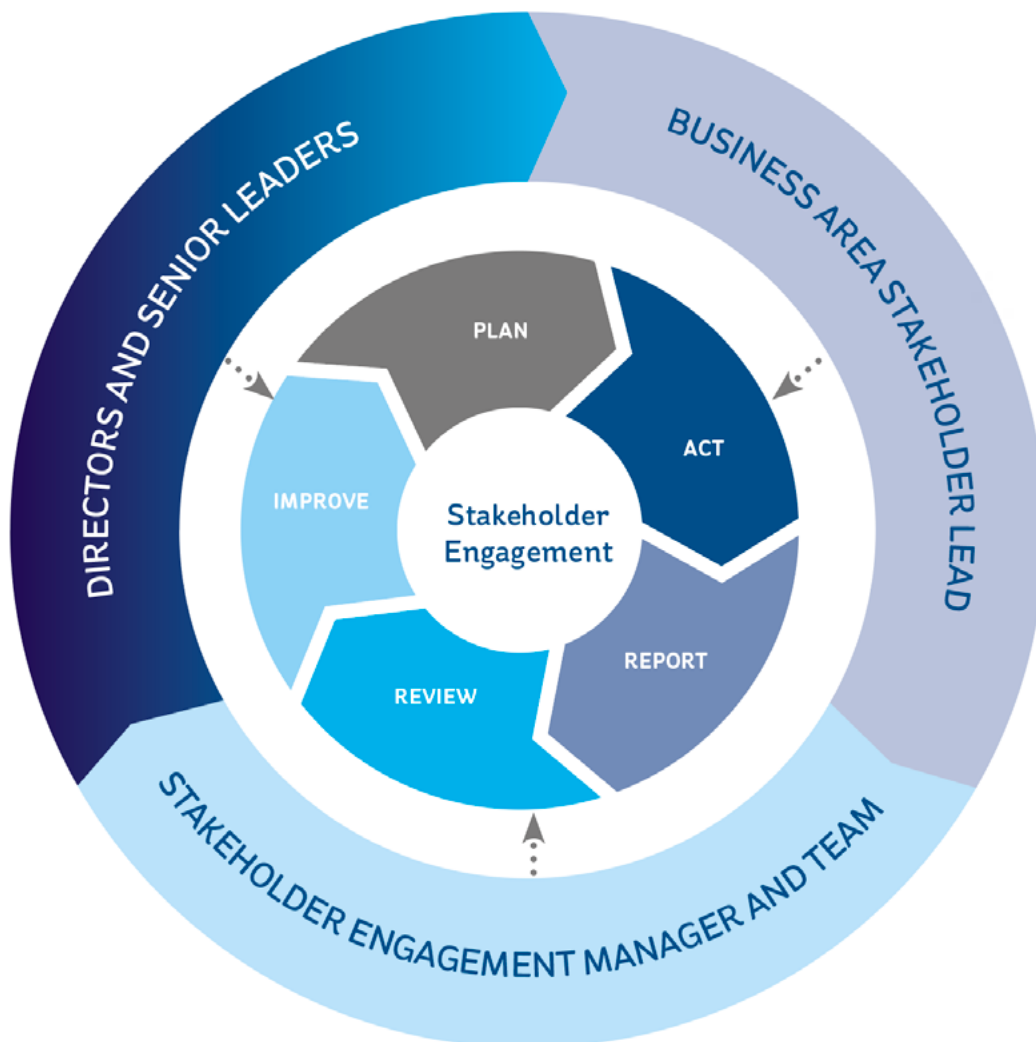 DIRECTORS AND SENIOR LEADERS
BUSINESS AREA STAKEHOLDER LEAD
STAKEHOLDER ENGAGEMENT MANAGER AND TEAM
PLAN
ACT
REPORT
REVIEW
IMPROVE
Stakeholder
Engagement